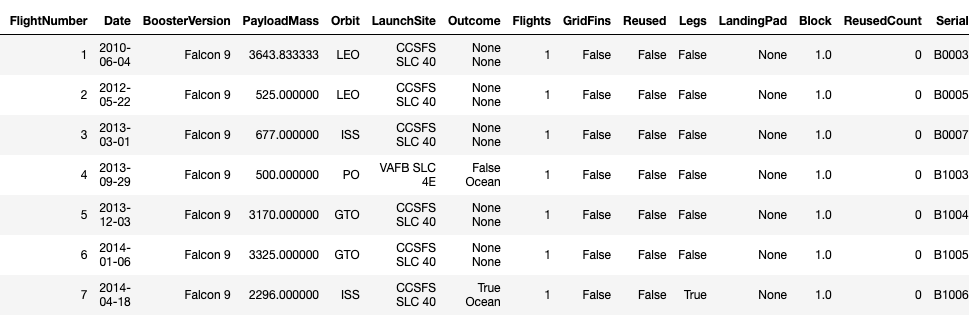 FlightNumber Date BoosterVersion PayloadMass Orbit LaunchSite Outcome Flights GridFins Reused Legs LandingPad Block ReusedCount Serial
1 2010-06-04 Falcon 9 3643.833333 LEO CCSFS SLC 40 None None 1 False False False None 1.0 0 B0003
2 2012-05-22 Falcon 9 525.000000 LEO CCSFS SLC 40 None None 1 False False False None 1.0 0 B0005
3 2013-03-01 Falcon 9 677.000000 ISS CCSFS SLC 40 None None 1 False False False None 1.0 0 B0007
4 2013-09-29 Falcon 9 500.000000 PO VAFB SLC 4E False Ocean 1 False False False None 1.0 0 B1003
5 2013-12-03 Falcon 9 3170.000000 GTO CCSFS SLC 40 None None 1 False False False None 1.0 0 B1004
6 2014-01-06 Falcon 9 3325.000000 GTO CCSFS SLC 40 None None 1 False False False None 1.0 0 B1005
7 2014-04-18 Falcon 9 2296.000000 ISS CCSFS SLC 40 True Ocean 1 False False True None 1.0 0 B1006